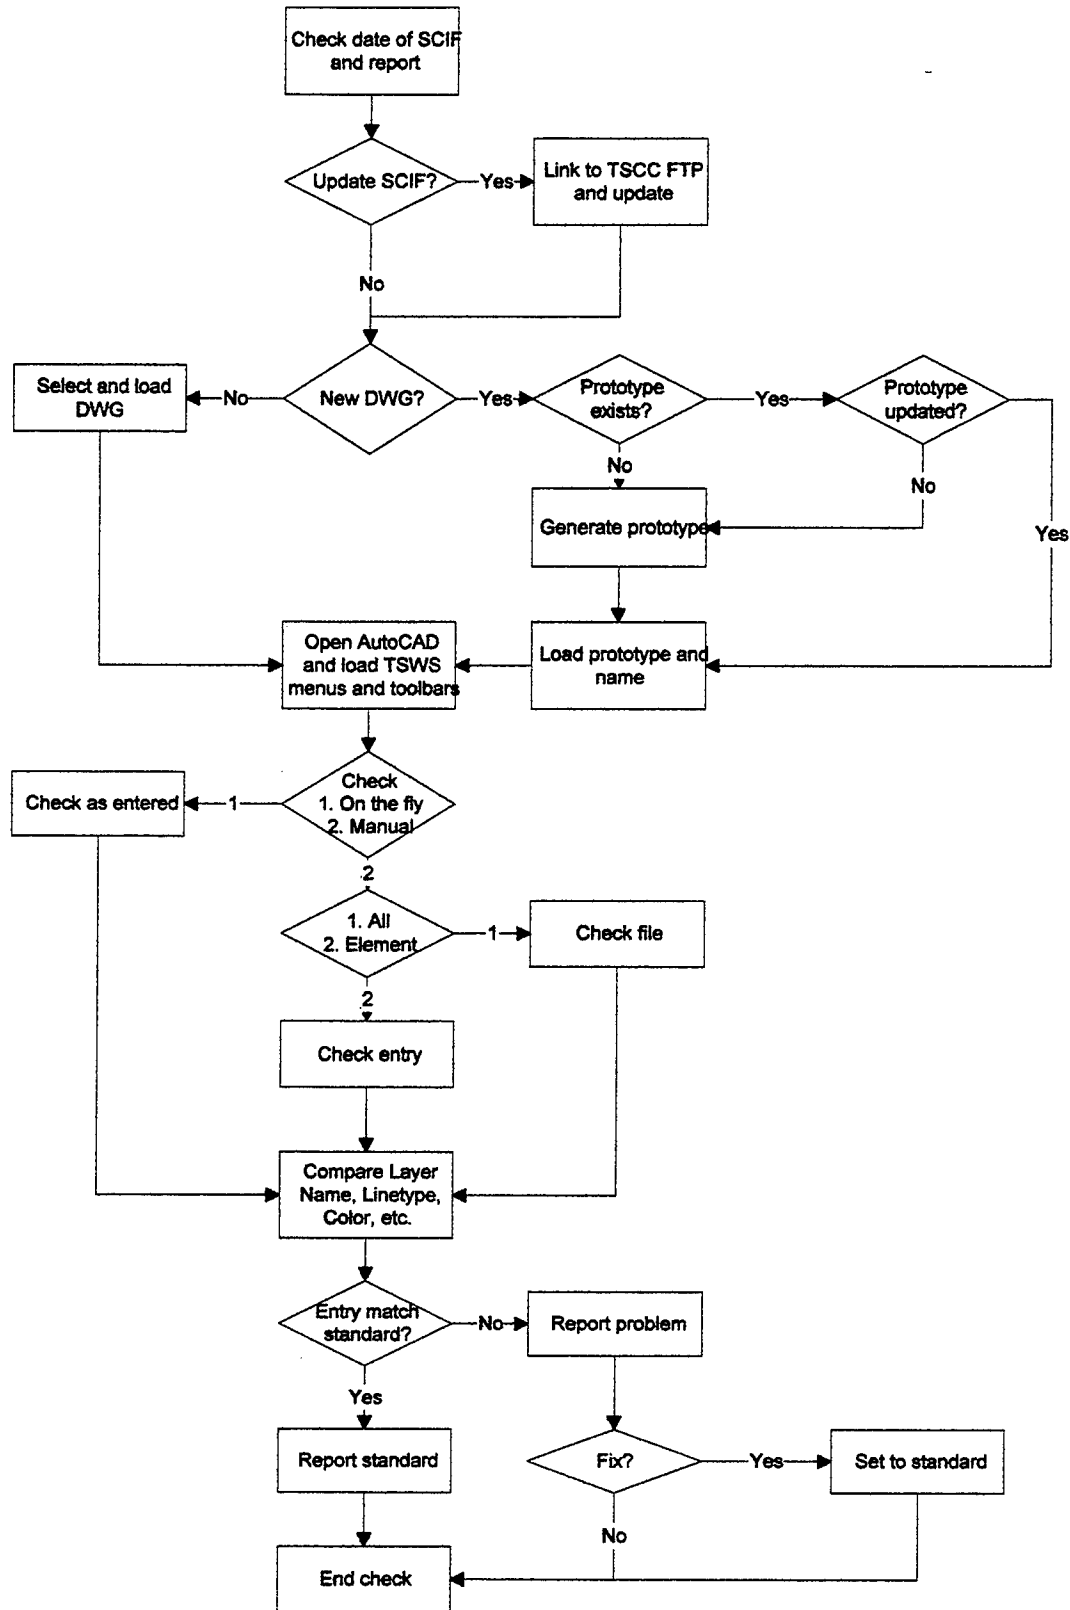 Check date of SCIF
and report
Update SCIF?
Yes
Link to TSCC FTP
and update
No
Select and load
DWG
No
New DWG?
Yes
Prototype
exists?
Yes
Prototype
updated?
No
No
Yes
Generate prototype
Open AutoCAD
and load TSWS
menus and toolbars
Load prototype and
name
Check as entered
1
Check
1. On the fly
2. Manual
2
1. All
2. Element
1
Check file
2
Check entry
Compare Layer
Name, Linetype,
Color, etc.
Entry match
standard?
No
Report problem
Yes
Report standard
Fix?
Yes
Set to standard
No
End check